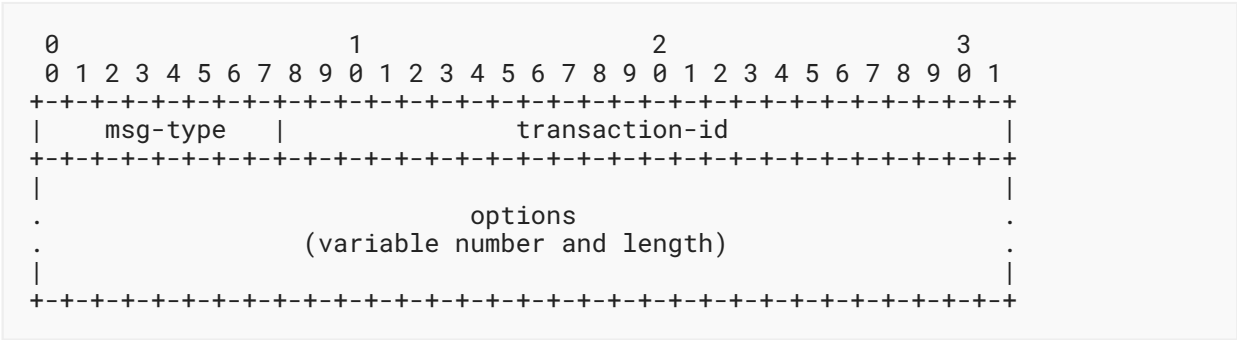 0                   1                   2                   3
 0 1 2 3 4 5 6 7 8 9 0 1 2 3 4 5 6 7 8 9 0 1 2 3 4 5 6 7 8 9 0 1
+-+-+-+-+-+-+-+-+-+-+-+-+-+-+-+-+-+-+-+-+-+-+-+-+-+-+-+-+-+-+-+-+
|    msg-type   |               transaction-id                  |
+-+-+-+-+-+-+-+-+-+-+-+-+-+-+-+-+-+-+-+-+-+-+-+-+-+-+-+-+-+-+-+-+
|                                                               |
.                            options                            .
.                 (variable number and length)                  .
|                                                               |
+-+-+-+-+-+-+-+-+-+-+-+-+-+-+-+-+-+-+-+-+-+-+-+-+-+-+-+-+-+-+-+-+